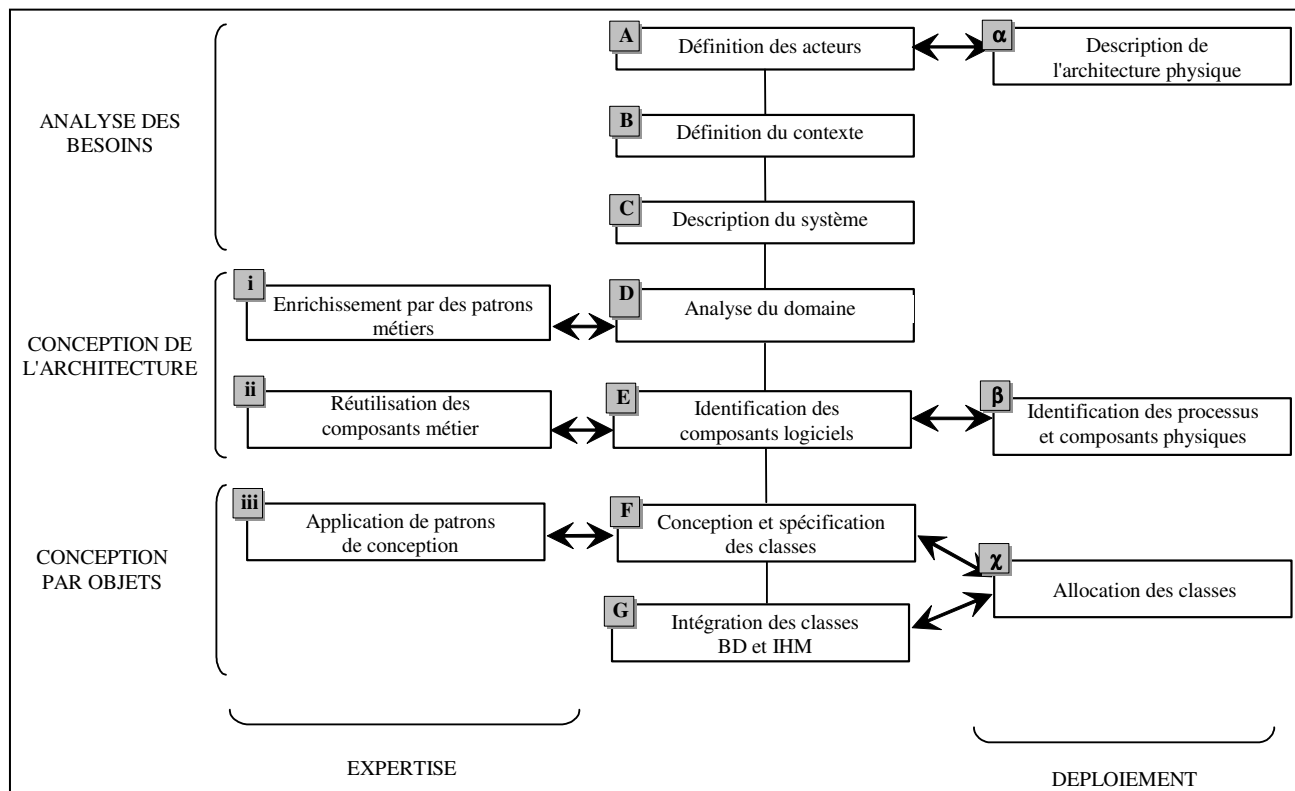 A
Définition des acteurs
α
Description de
l'architecture physique
ANALYSE DES
BESOINS
B
Définition du contexte
C
Description du système
i
Enrichissement par des patrons
métiers
D
Analyse du domaine
CONCEPTION DE
L'ARCHITECTURE
ii
Réutilisation des
composants métier
E
Identification des
composants logiciels
β
Identification des processus
et composants physiques
iii
Application de patrons
de conception
F
Conception et spécification
des classes
CONCEPTION
PAR OBJETS
χ
Allocation des classes
G
Intégration des classes
BD et IHM
EXPERTISE
DEPLOIEMENT